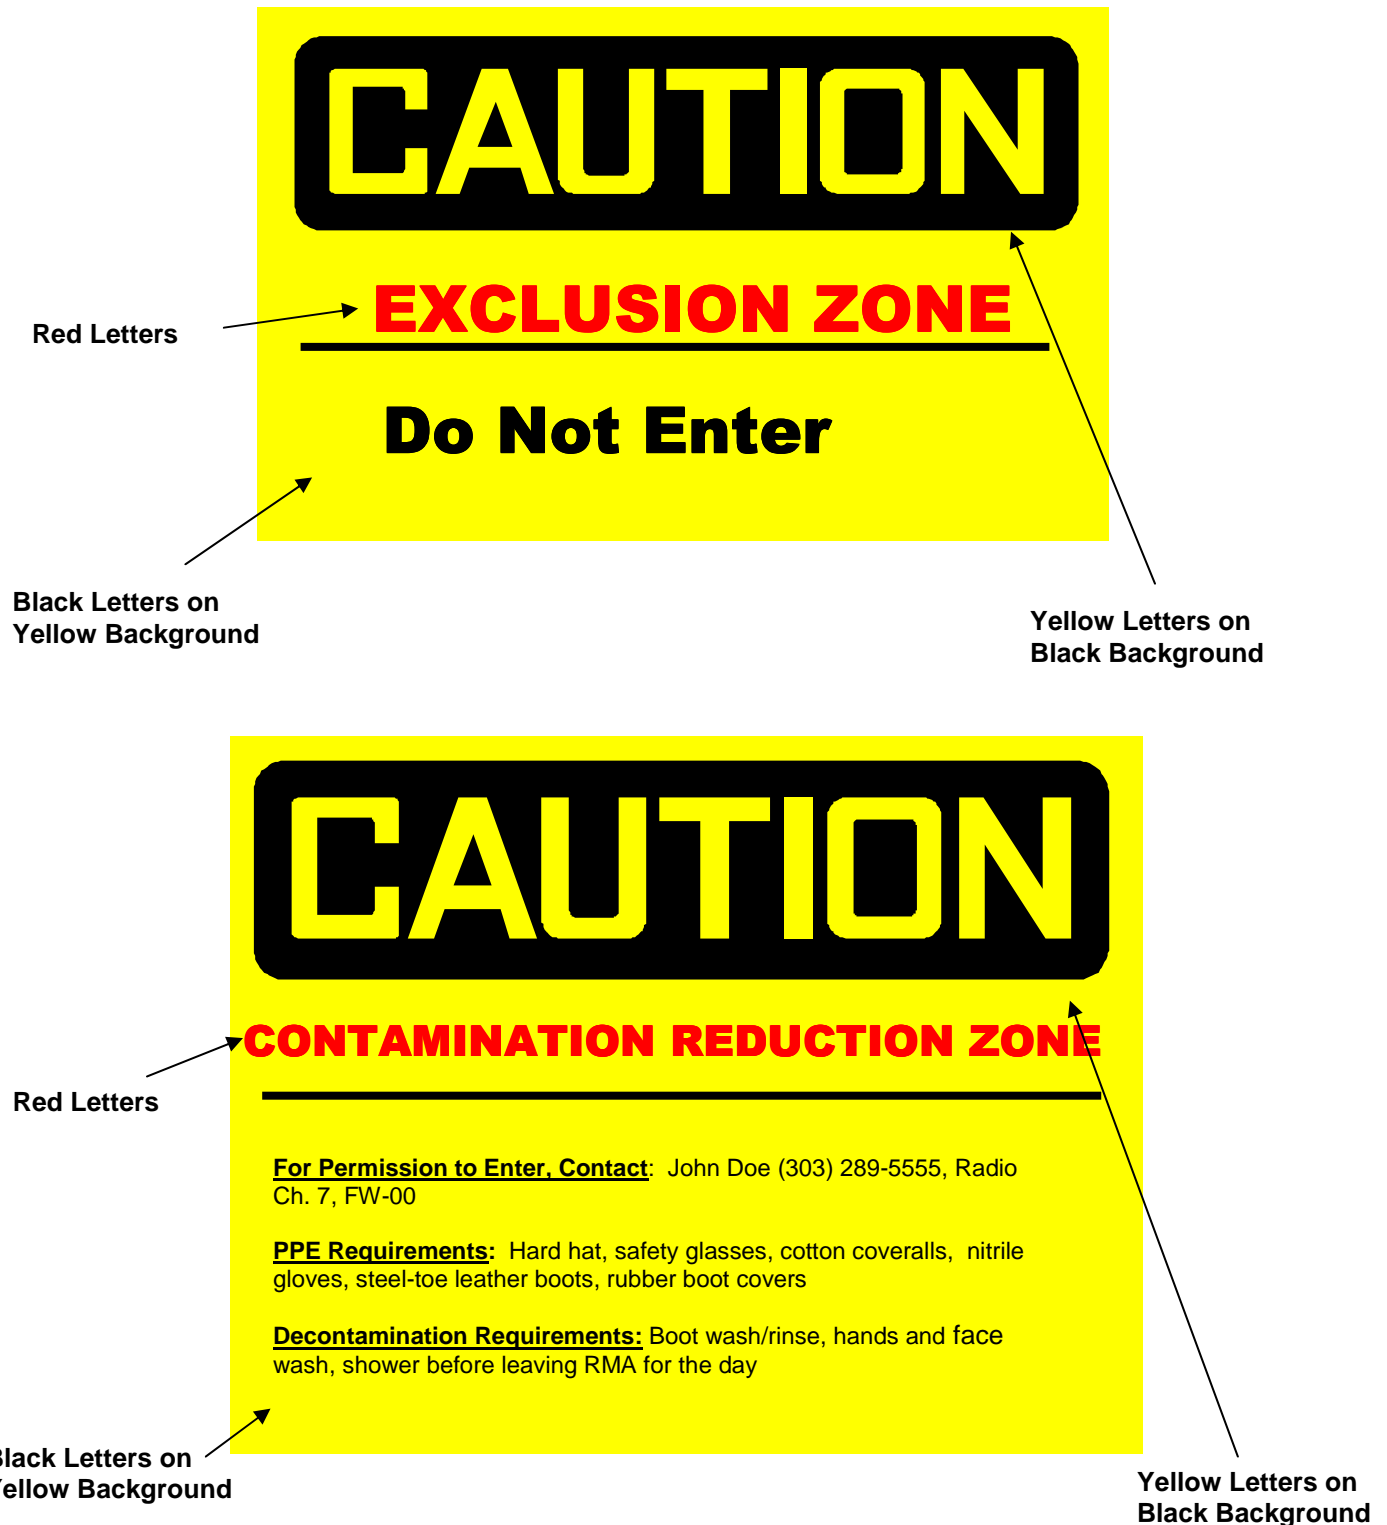 CAUTION
EXCLUSION ZONE
Red Letters
Do Not Enter
Black Letters on
Yellow Background
Yellow Letters on
Black Background
CAUTION
CONTAMINATION REDUCTION ZONE
Red Letters
For Permission to Enter, Contact:  John Doe (303) 289-5555, Radio
Ch. 7, FW-00
PPE Requirements:  Hard hat, safety glasses, cotton coveralls,  nitrile
gloves, steel-toe leather boots, rubber boot covers
Decontamination Requirements: Boot wash/rinse, hands and face
wash, shower before leaving RMA for the day
Black Letters on
Yellow Background
Yellow Letters on
Black Background